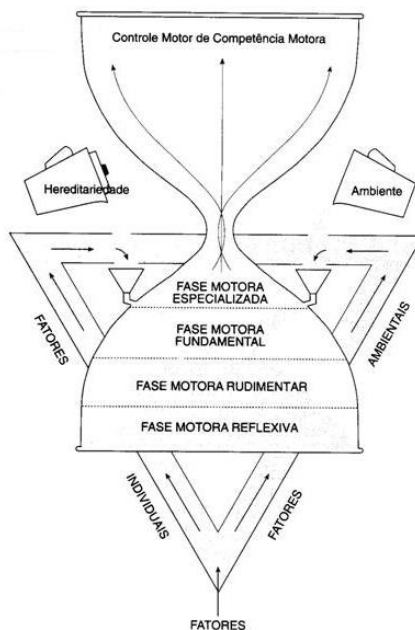 Controle Motor de Competência Motora
Hereditariedade
Ambiente
FASE MOTORA
ESPECIALIZADA
FASE MOTORA
FUNDAMENTAL
FATORES
AMBIENTAIS
FASE MOTORA RUDIMENTAR
FASE MOTORA REFLEXIVA
INDIVIDUAIS
FATORES
FATORES